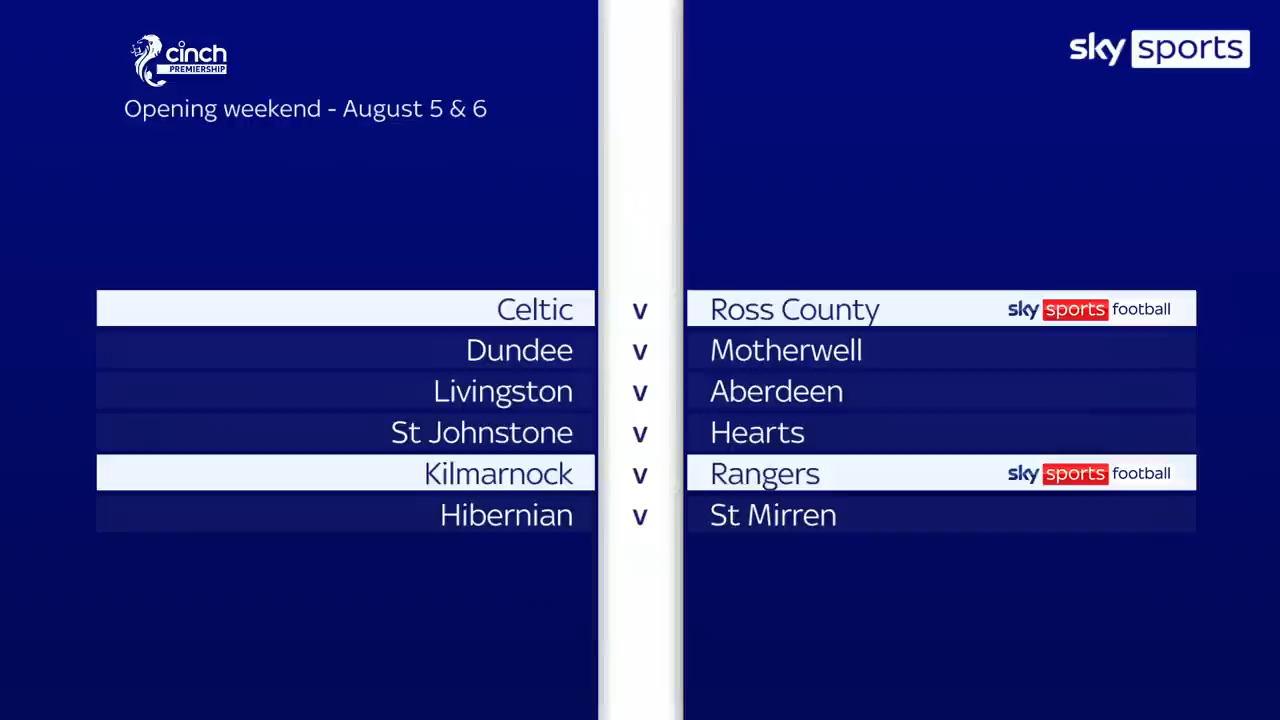 cinch
PREMIERSHIP
sky sports
Opening weekend - August 5 & 6
Celtic v Ross County sky sports football
Dundee v Motherwell
Livingston v Aberdeen
St Johnstone v Hearts
Kilmarnock v Rangers sky sports football
Hibernian v St Mirren